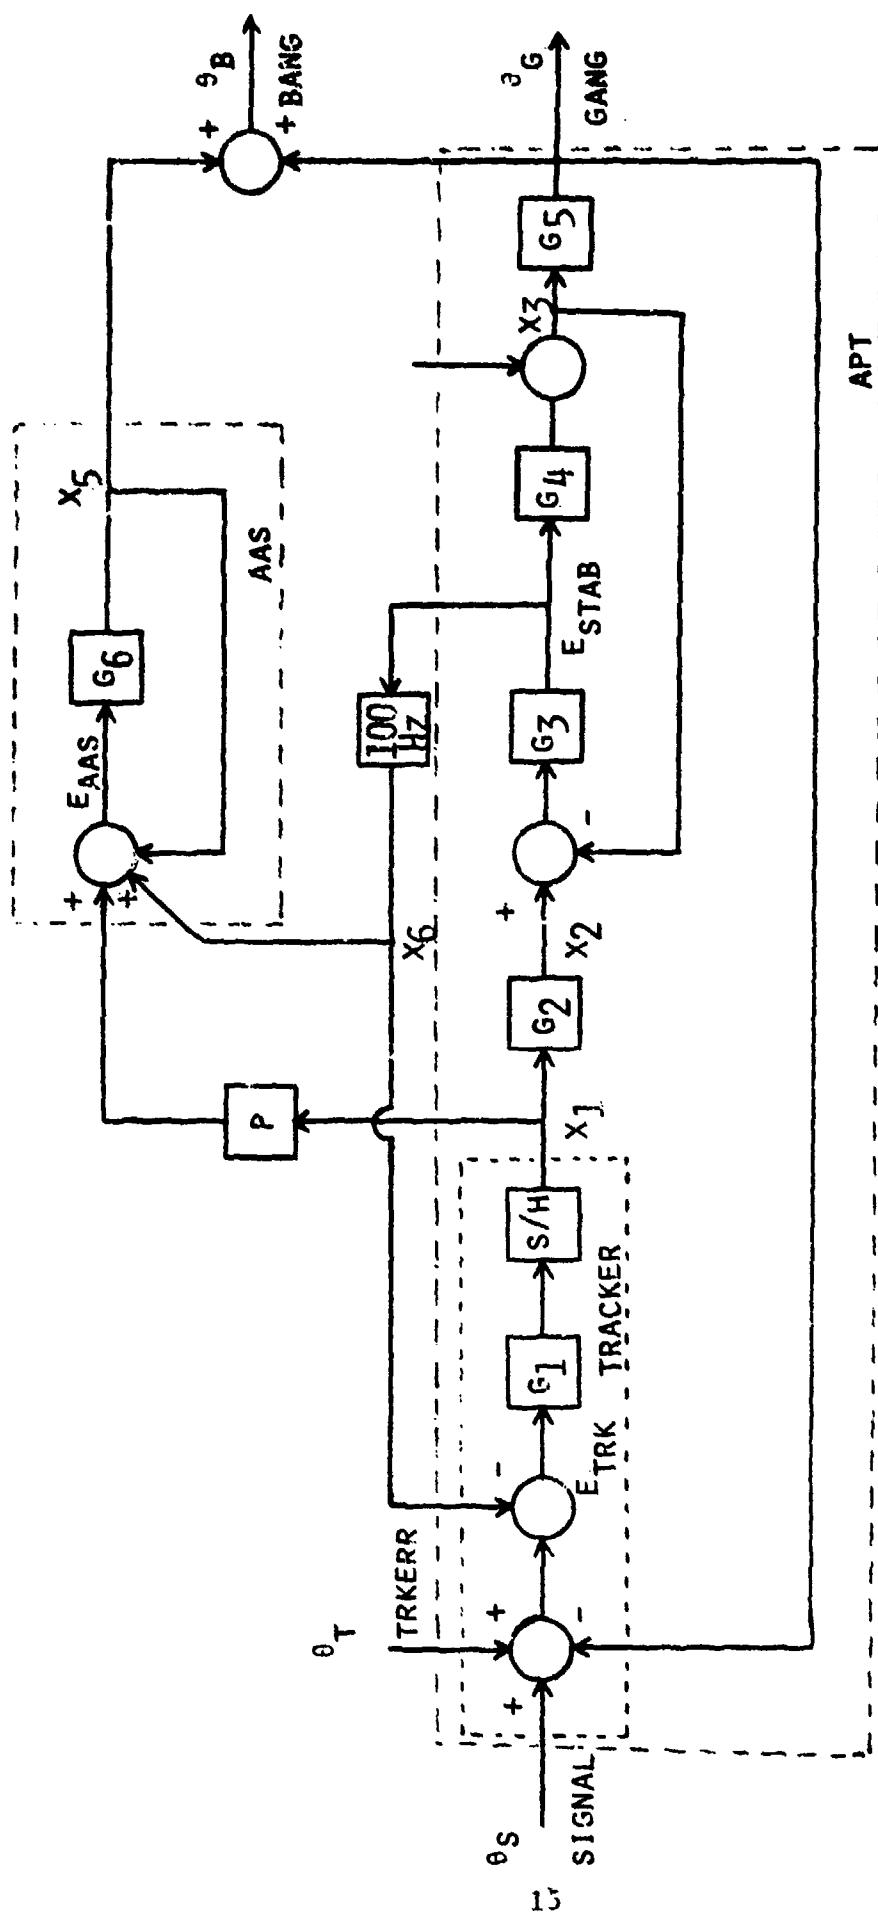 θB
+
+
BANG
X5
AAS
G6
EAAS
+
+
P
100
Hz
X6
θG
GANG
G5
X3
G4
ESTAB
G3
-
+
X2
G2
X1
S/H
TRACKER
G1
ETRK
-
TRKERR
θT
+
-
+
SIGNAL
θS
APT
15